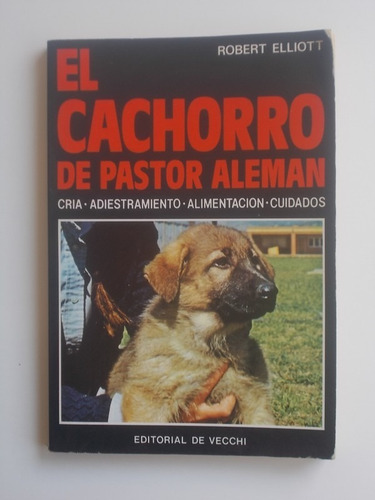 ROBERT ELLIOTT
EL
CACHORRO
DE PASTOR ALEMAN
CRIA · ADIESTRAMIENTO · ALIMENTACION · CUIDADOS
EDITORIAL DE VECCHI